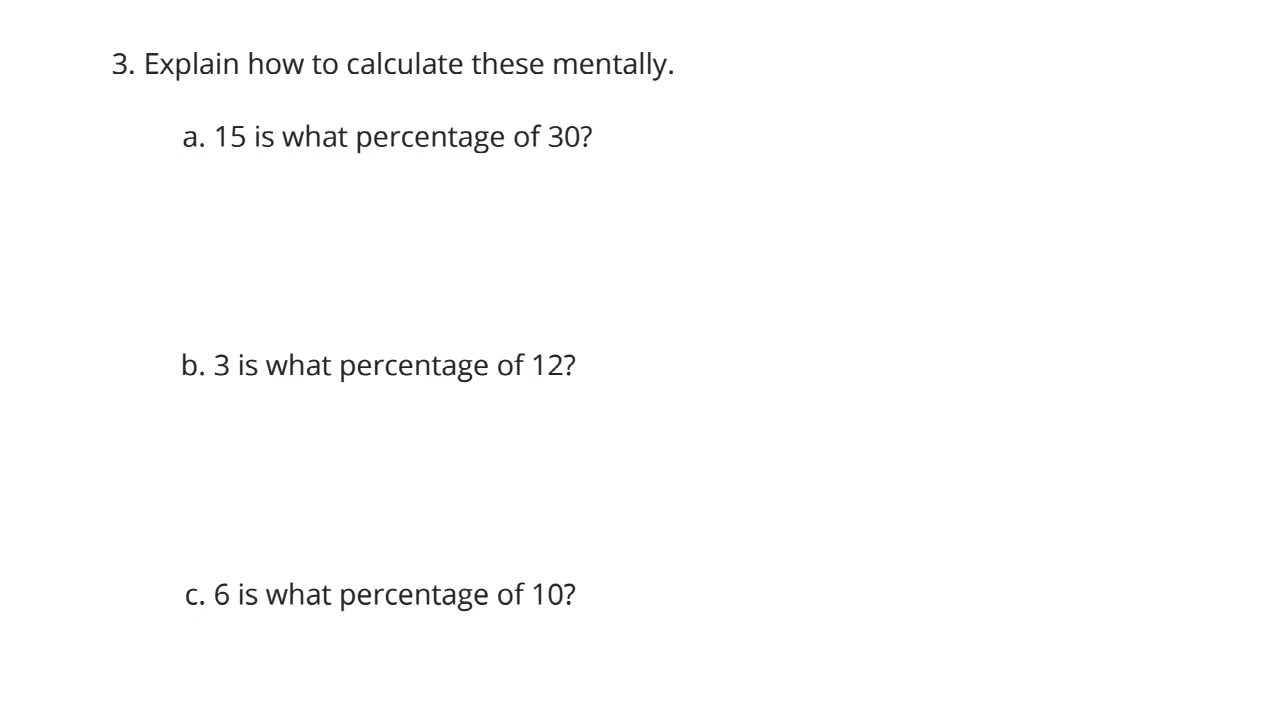 3. Explain how to calculate these mentally.
a. 15 is what percentage of 30?
b. 3 is what percentage of 12?
c. 6 is what percentage of 10?